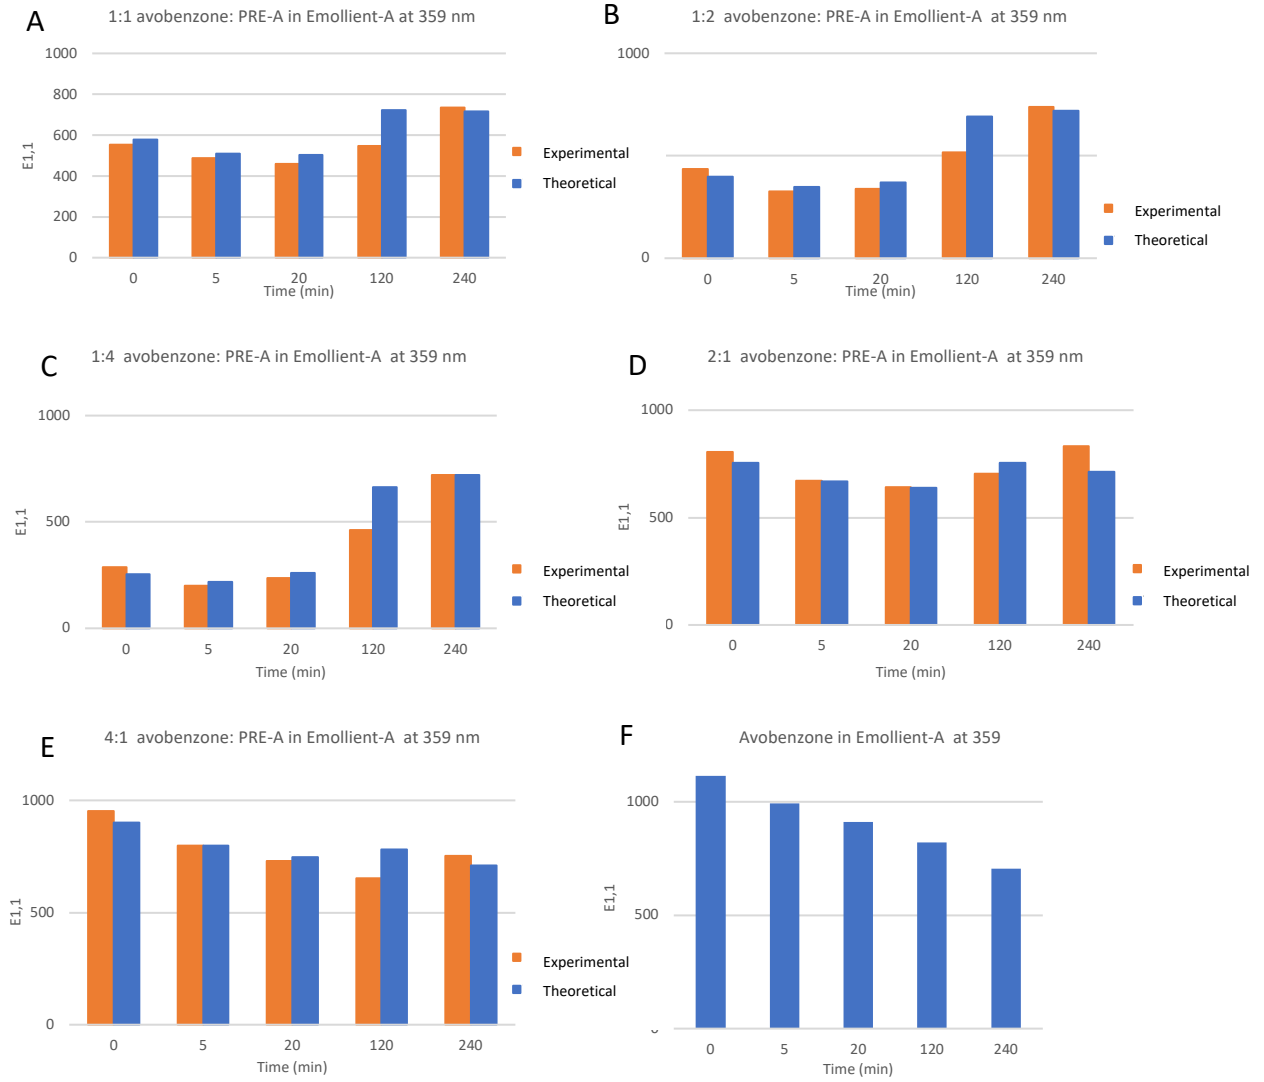 A
1:1 avobenzone: PRE-A in Emollient-A at 359 nm
1000
800
600
400
200
0
E1,1
0 5 20 120 240
Time (min)
Experimental
Theoretical
B
1:2 avobenzone: PRE-A in Emollient-A at 359 nm
1000
0
0 5 20 120 240
Time (min)
Experimental
Theoretical
C
1:4 avobenzone: PRE-A in Emollient-A at 359 nm
1000
500
0
E1,1
0 5 20 120 240
Time (min)
Experimental
Theoretical
D
2:1 avobenzone: PRE-A in Emollient-A at 359 nm
1000
500
0
E1,1
0 5 20 120 240
Time (min)
Experimental
Theoretical
E
4:1 avobenzone: PRE-A in Emollient-A at 359 nm
1000
500
0
E1,1
0 5 20 120 240
Time (min)
Experimental
Theoretical
F
Avobenzone in Emollient-A at 359
1000
500
E1,1
0 5 20 120 240
Time (min)